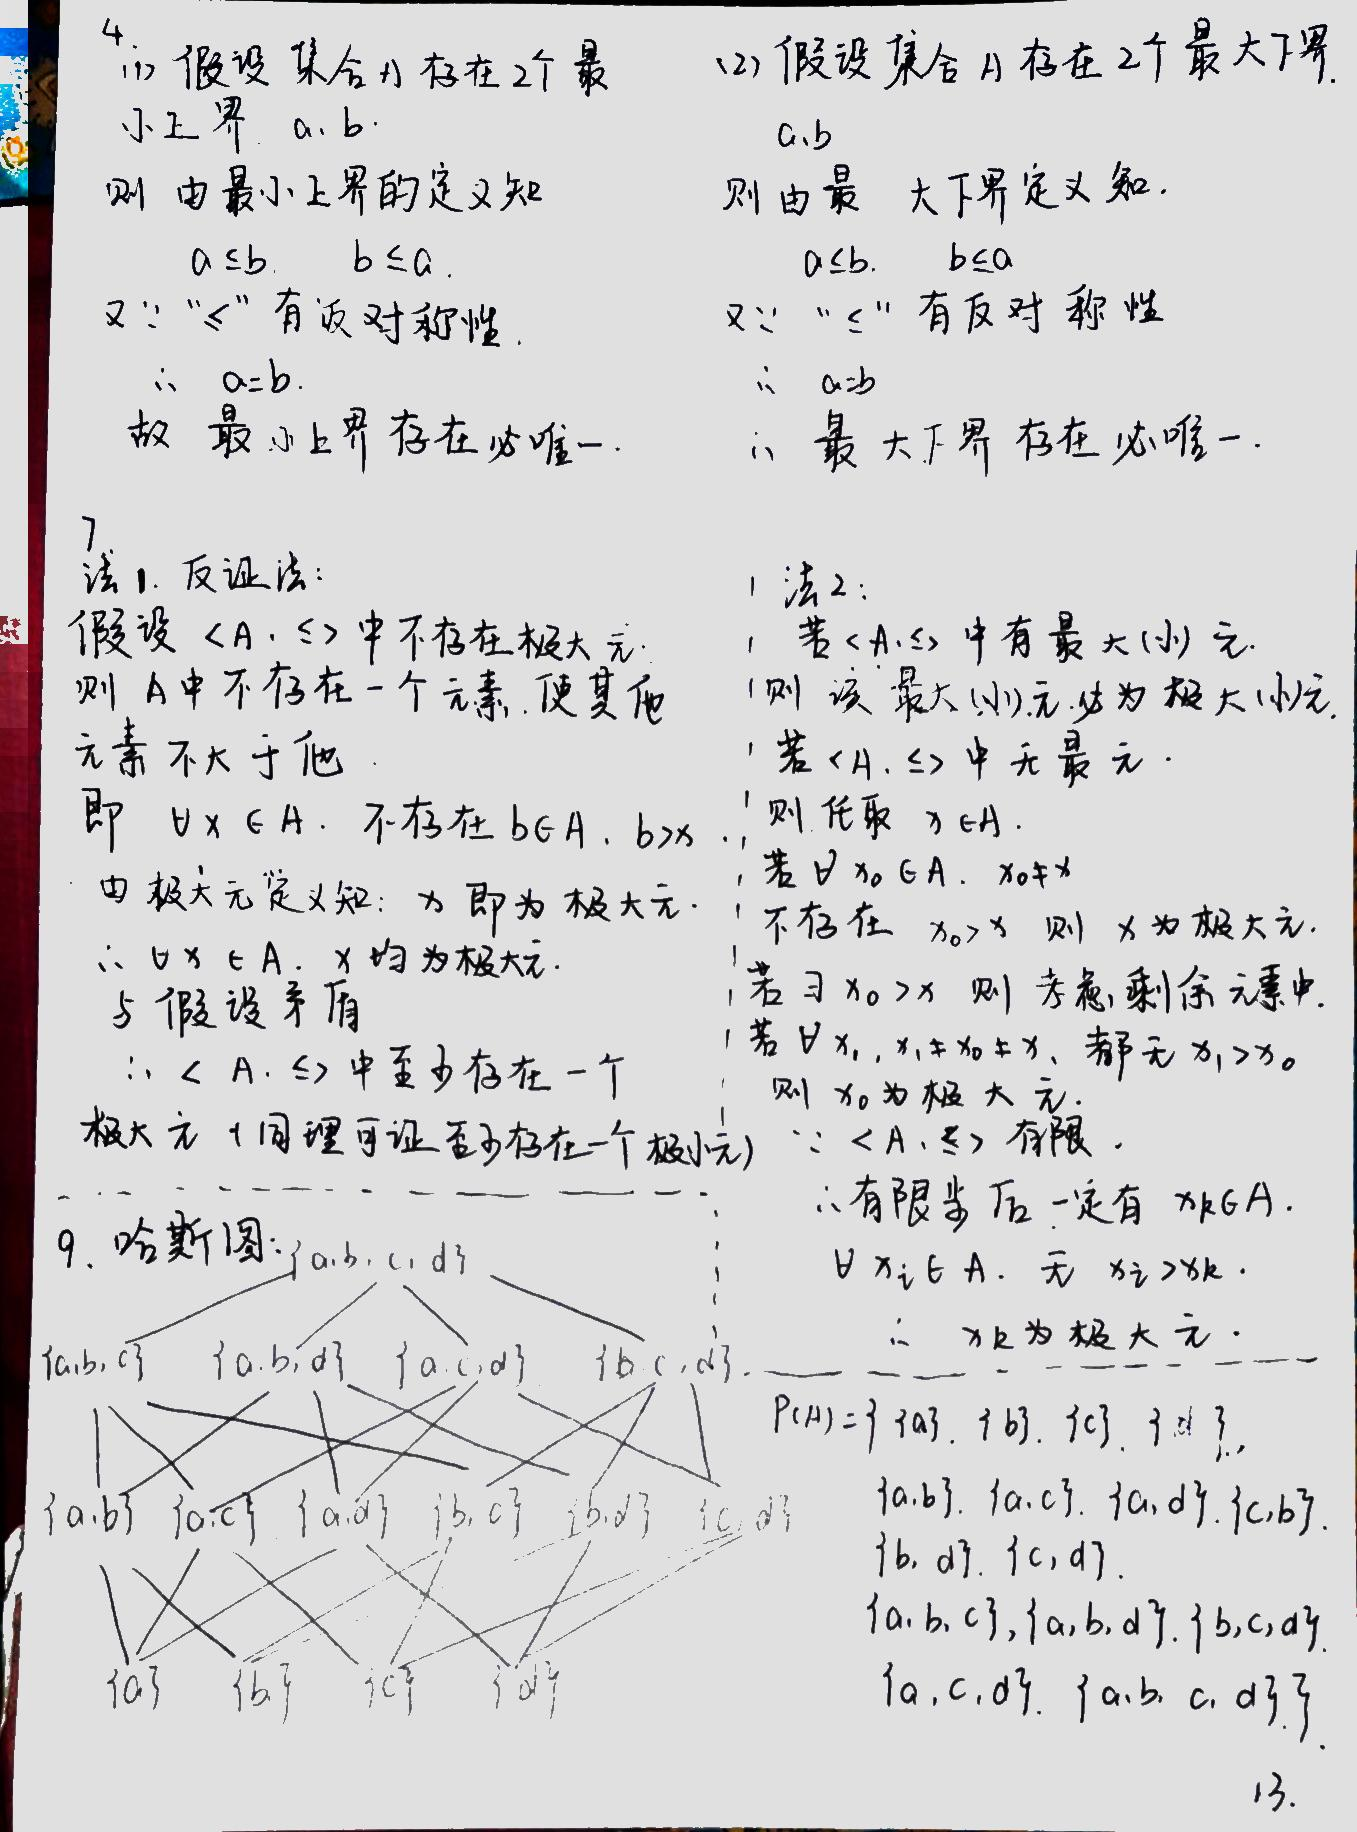 4.
(1) 假设集合A存在2个最
小上界 a、b.
则 由最小上界的定义知
a≤b. b≤a.
又∵ "≤" 有反对称性.
∴ a=b.
故 最小上界存在必唯一.
(2) 假设集合A存在2个最大下界.
a、b
则由最 大下界定义知.
a≤b. b≤a
又∵ "≤" 有反对称性
∴ a=b
∴ 最大下界存在必唯一.
7
法1. 反证法:
假设 <A、≤> 中不存在极大元.
则 A中不存在一个元素.使其他
元素不大于他.
即 ∀x∈A. 不存在b∈A、b>x.
由极大元定义知: x即为极大元.
∴ ∀x∈A. x均为极大元.
与假设矛盾
∴ <A、≤>中至少存在一个
极大元 (同理可证至少存在一个极小元)
法2:
若<A、≤>中有最大(小)元.
则该最大(小)元必为极大(小)元.
若<A、≤>中无最元.
则任取 x∈A.
若∀x₀∈A. x₀≠x
不存在 x₀>x 则 x为极大元.
若∃x₀>x 则考虑剩余元素中.
若∀x₁,x₁≠x₀≠x、都无x₁>x₀
则x₀为极大元.
∵ <A、≤> 有限.
∴有限步后一定有 xk∈A.
∀xi∈A. 无 xi>xk.
∴ xk为极大元.
9. 哈斯图:
{a、b、c、d}
{a、b、c} {a、b、d} {a、c、d} {b、c、d}
{a、b} {a、c} {a、d} {b、c} {b、d} {c、d}
{a} {b} {c} {d}
P(A)={ {a}、{b}、{c}、{d}、
{a、b}、{a、c}、{a、d}、{c、b}、
{b、d}、{c、d}、
{a、b、c},{a、b、d}、{b、c、d}、
{a、c、d}、{a、b、c、d}}.
13.